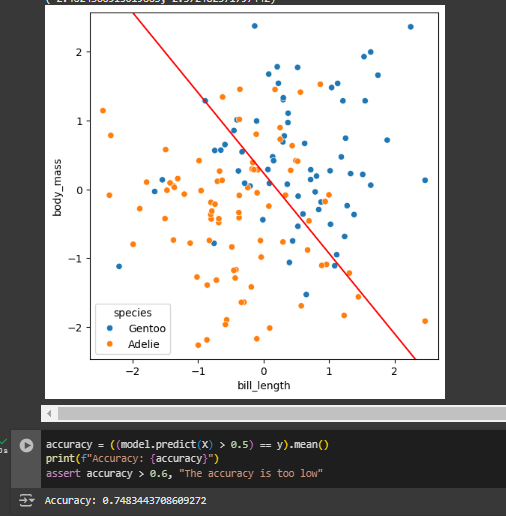 2
1
0
−1
−2
body_mass
species
Gentoo
Adelie
−2
−1
0
1
2
bill_length
accuracy = ((model.predict(X) > 0.5) == y).mean()
print(f"Accuracy: {accuracy}")
assert accuracy > 0.6, "The accuracy is too low"
Accuracy: 0.7483443708609272